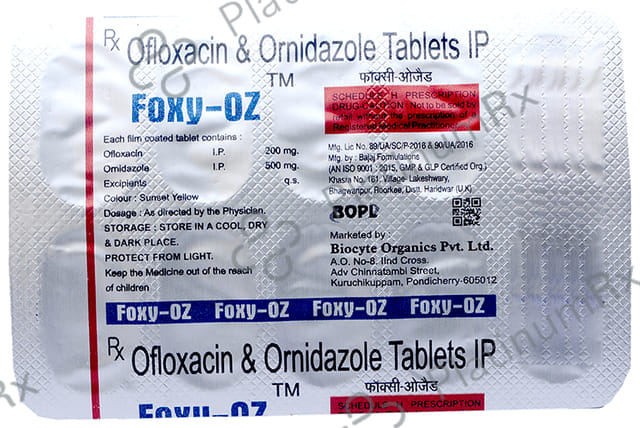 Rx Ofloxacin & Ornidazole Tablets IP
TM
Foxy-OZ
फॉक्सी-ओजैड
SCHEDULE H PRESCRIPTION
DRUG-CAUTION: Not to be sold by
retail without the prescription of a
Registered Medical Practitioner.
Each film coated tablet contains :
Ofloxacin I.P. 200 mg.
Ornidazole I.P. 500 mg.
Excipients q.s.
Colour : Sunset Yellow
Dosage : As directed by the Physician.
STORAGE : STORE IN A COOL, DRY
& DARK PLACE.
PROTECT FROM LIGHT.
Keep the Medicine out of the reach
of children
Mfg. Lic No. 89/UA/SC/P-2016 & 90/UA/2016
Mfg. by : Bajaj Formulations
(AN ISO 9001 : 2015, GMP & GLP Certified Org.)
Khasra No. 161, Village- Lakeshwary,
Bhagwanpur, Roorkee, Distt. Haridwar (U.K)
BOPL
Marketed by :
Biocyte Organics Pvt. Ltd.
A.O. No-8, IInd Cross,
Adv Chinnatambi Street,
Kuruchikuppam, Pondicherry-605012
Foxy-OZ Foxy-OZ Foxy-OZ Foxy-OZ
Rx Ofloxacin & Ornidazole Tablets IP
TM
Foxy-OZ
फॉक्सी-ओजैड
SCHEDULE H PRESCRIPTION
PlatinumRx